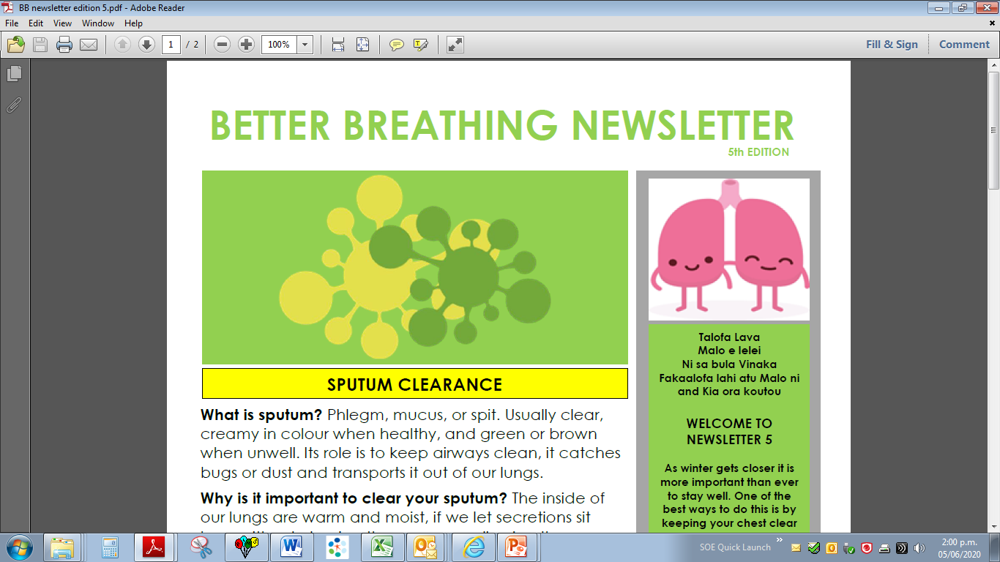 BB newsletter edition 5.pdf - Adobe Reader
File Edit View Window Help
1 / 2
100%
Fill & Sign
Comment
BETTER BREATHING NEWSLETTER
5th EDITION
SPUTUM CLEARANCE
What is sputum? Phlegm, mucus, or spit. Usually clear,
creamy in colour when healthy, and green or brown
when unwell. Its role is to keep airways clean, it catches
bugs or dust and transports it out of our lungs.
Why is it important to clear your sputum? The inside of
our lungs are warm and moist, if we let secretions sit
Talofa Lava
Malo e lelei
Ni sa bula Vinaka
Fakaalofa lahi atu Malo ni
and Kia ora koutou
WELCOME TO
NEWSLETTER 5
As winter gets closer it is
more important than ever
to stay well. One of the
best ways to do this is by
keeping your chest clear
SOE Quick Launch
2:00 p.m.
05/06/2020